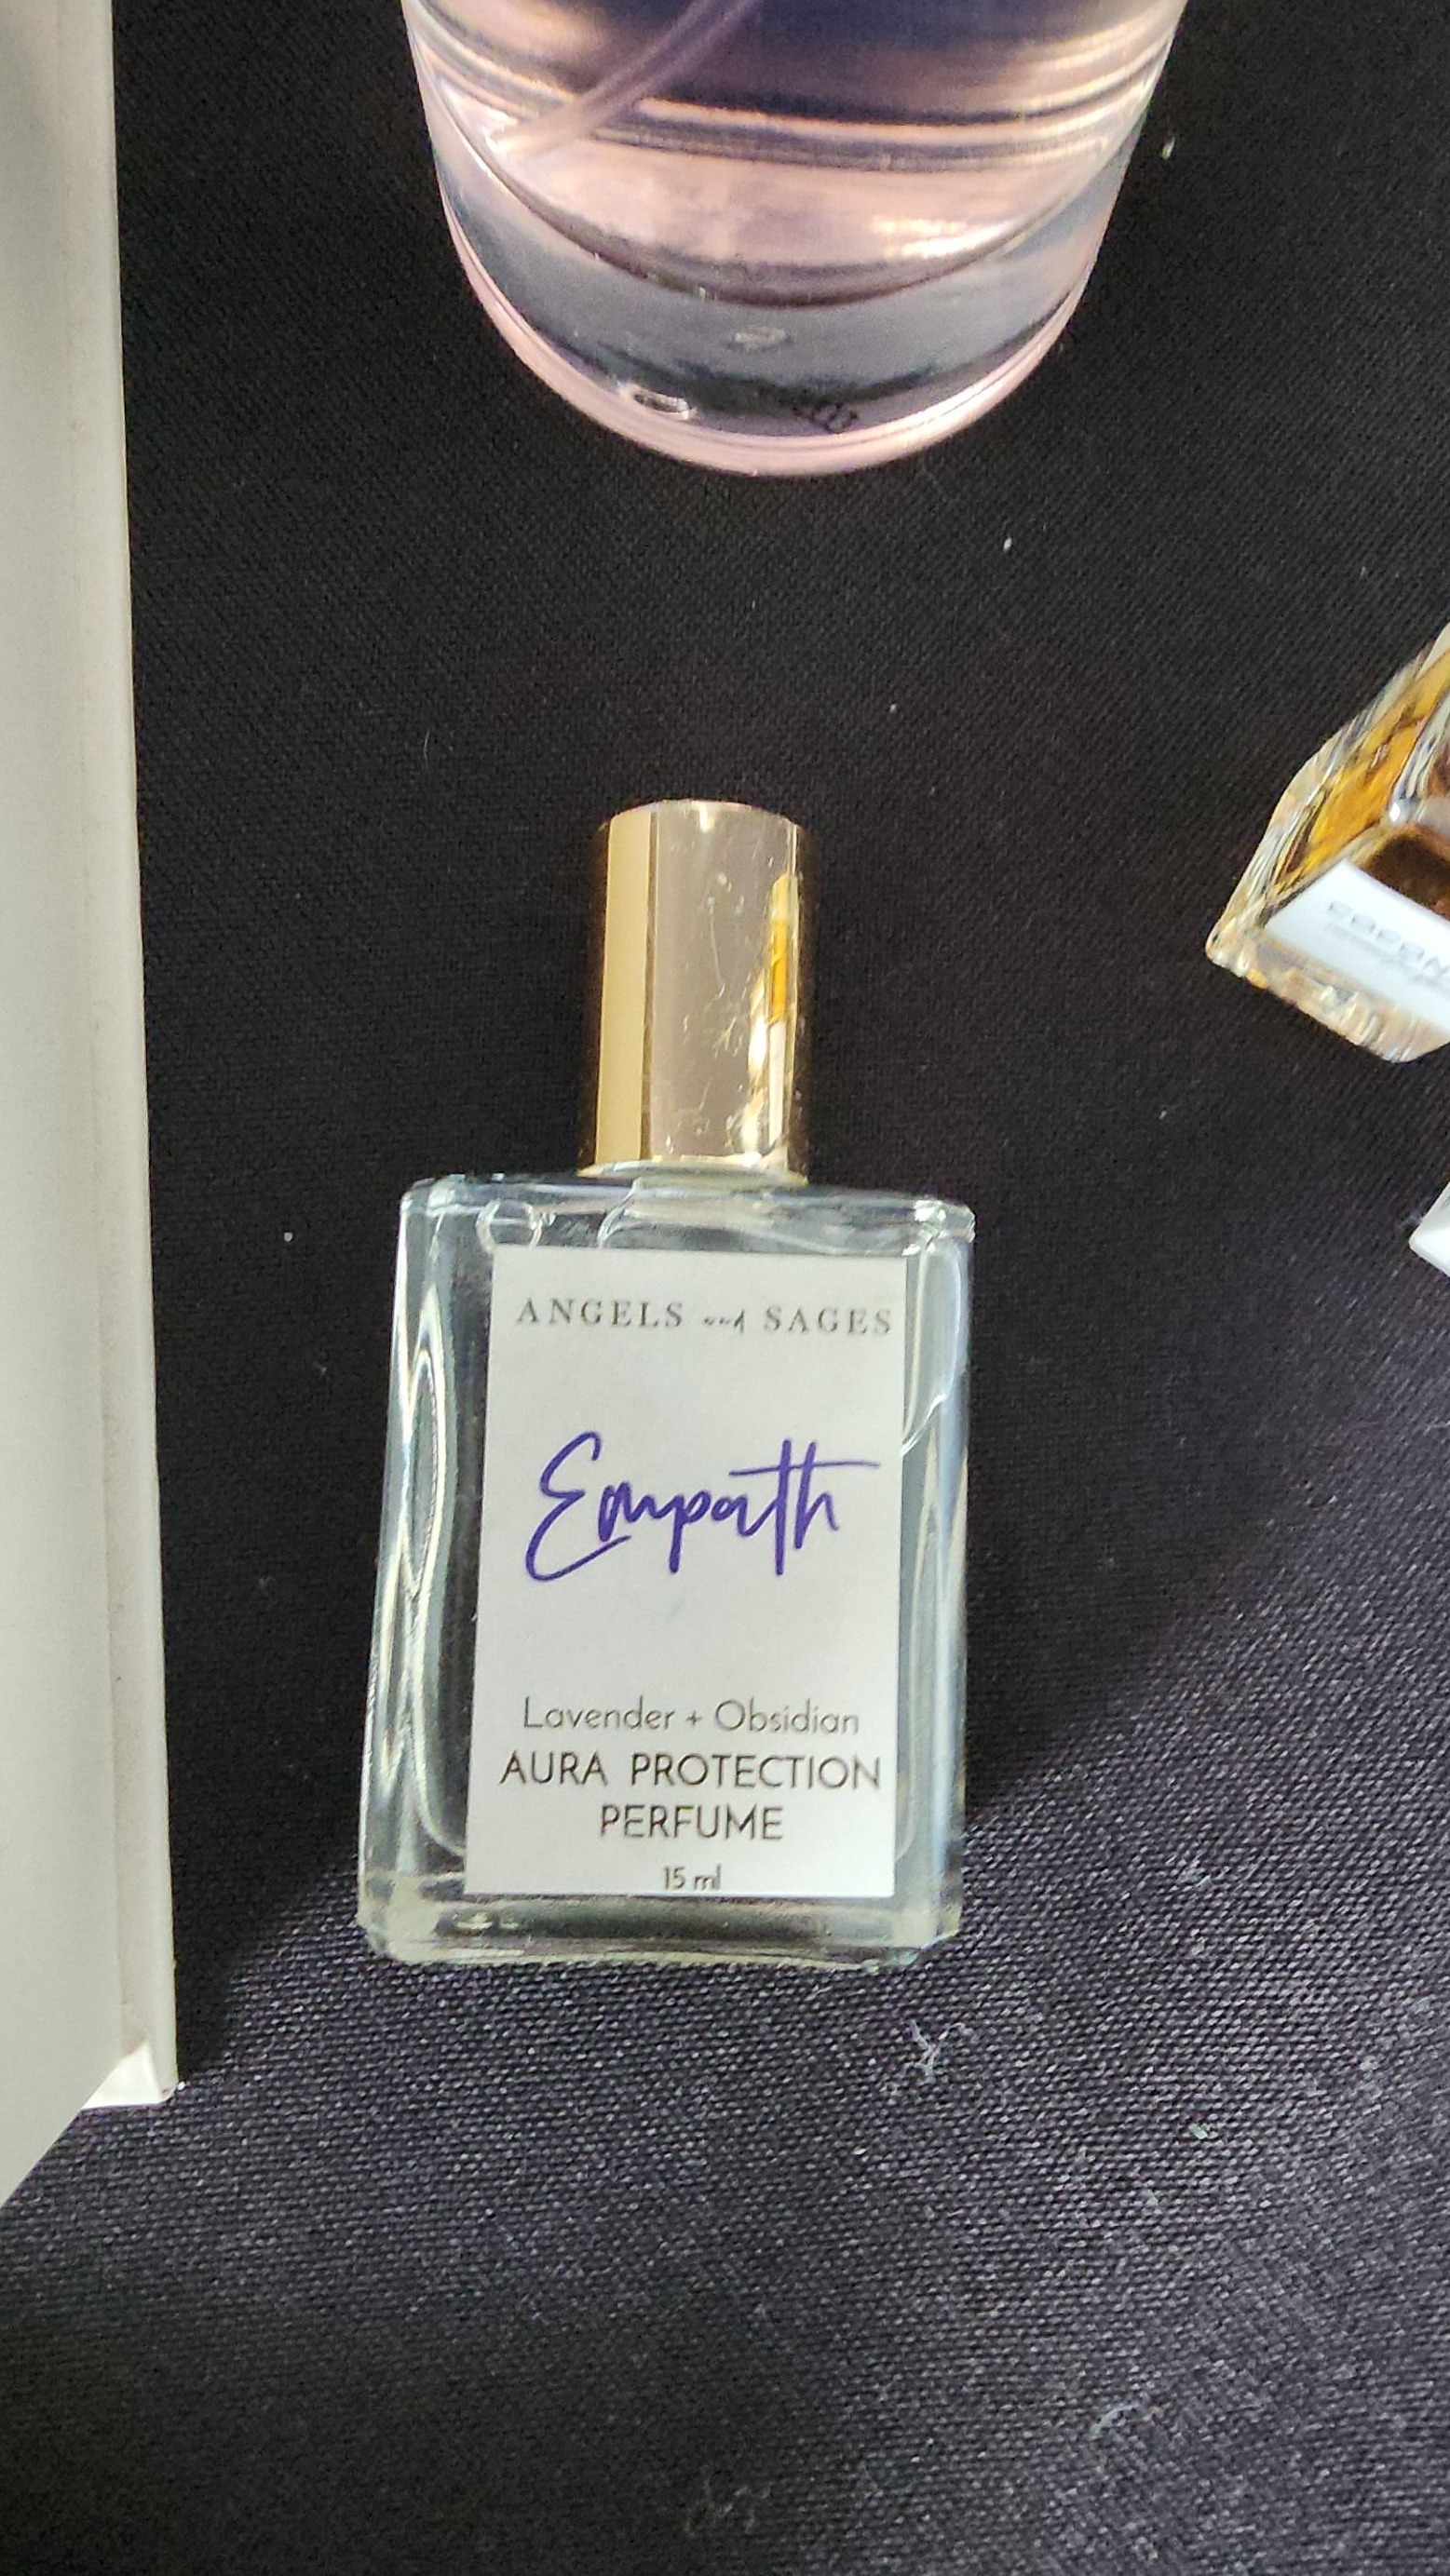 ANGELS and SAGES
Empath
Lavender + Obsidian
AURA PROTECTION
PERFUME
15 ml